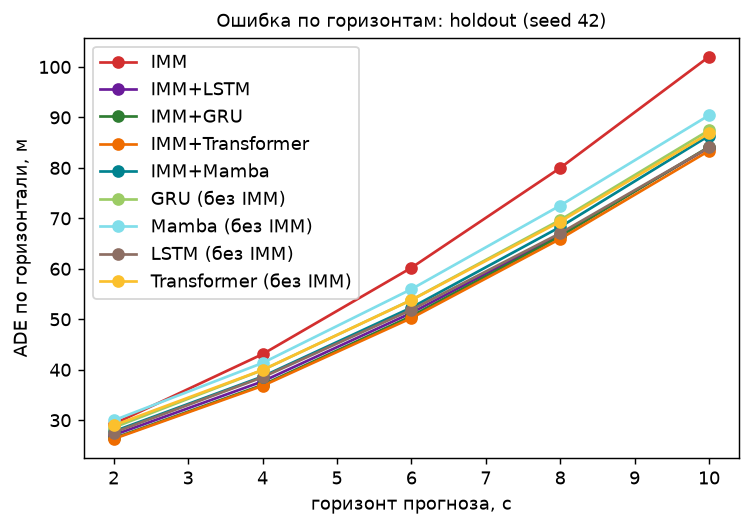 Ошибка по горизонтам: holdout (seed 42)
ADE по горизонтали, м
100
90
80
70
60
50
40
30
IMM
IMM+LSTM
IMM+GRU
IMM+Transformer
IMM+Mamba
GRU (без IMM)
Mamba (без IMM)
LSTM (без IMM)
Transformer (без IMM)
2 3 4 5 6 7 8 9 10
горизонт прогноза, с